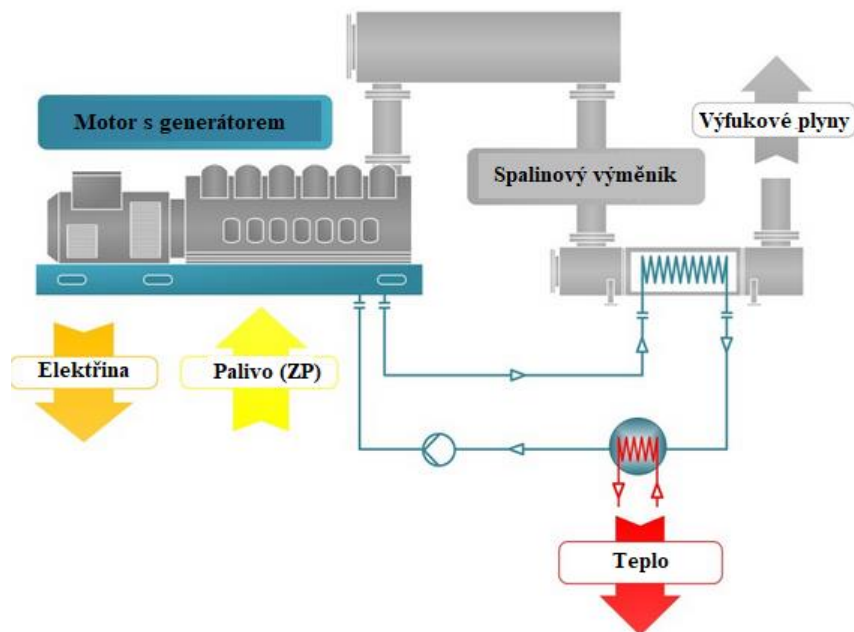 Motor s generátorem
Výfukové plyny
Spalinový výměník
Elektřina
Palivo (ZP)
Teplo